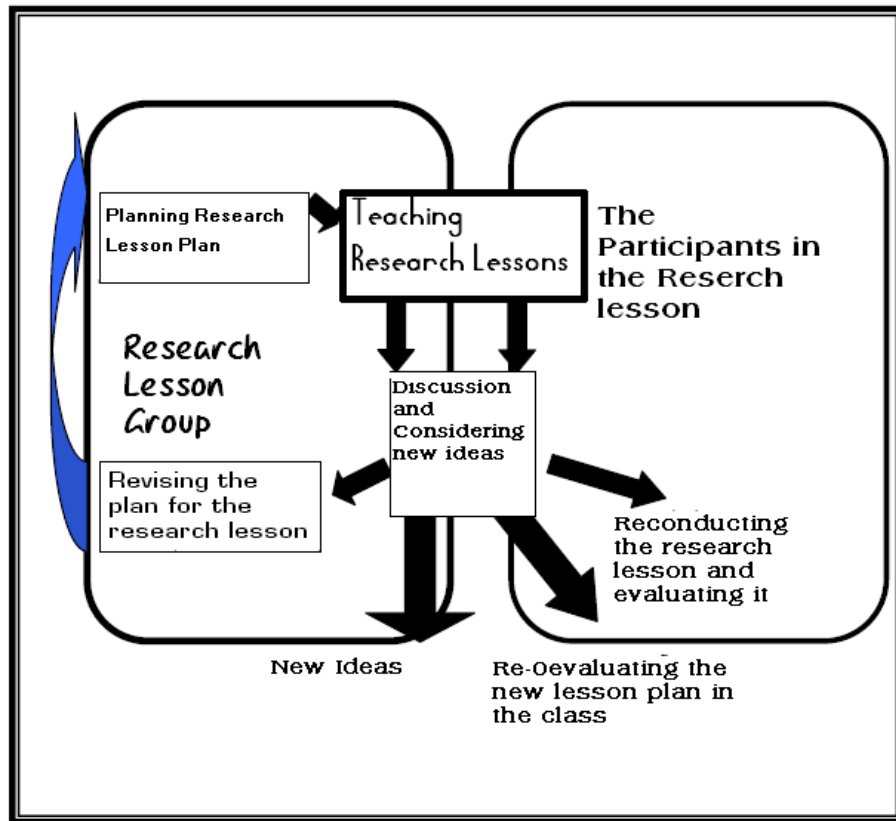 Planning Research
Lesson Plan
Teaching
Research Lessons
The
Participants in
the Reserch
lesson
Research
Lesson
Group
Discussion
and
Considering
new ideas
Revising the
plan for the
research lesson
Reconducting
the research
lesson and
evaluating it
New Ideas
Re-0evaluating the
new lesson plan in
the class